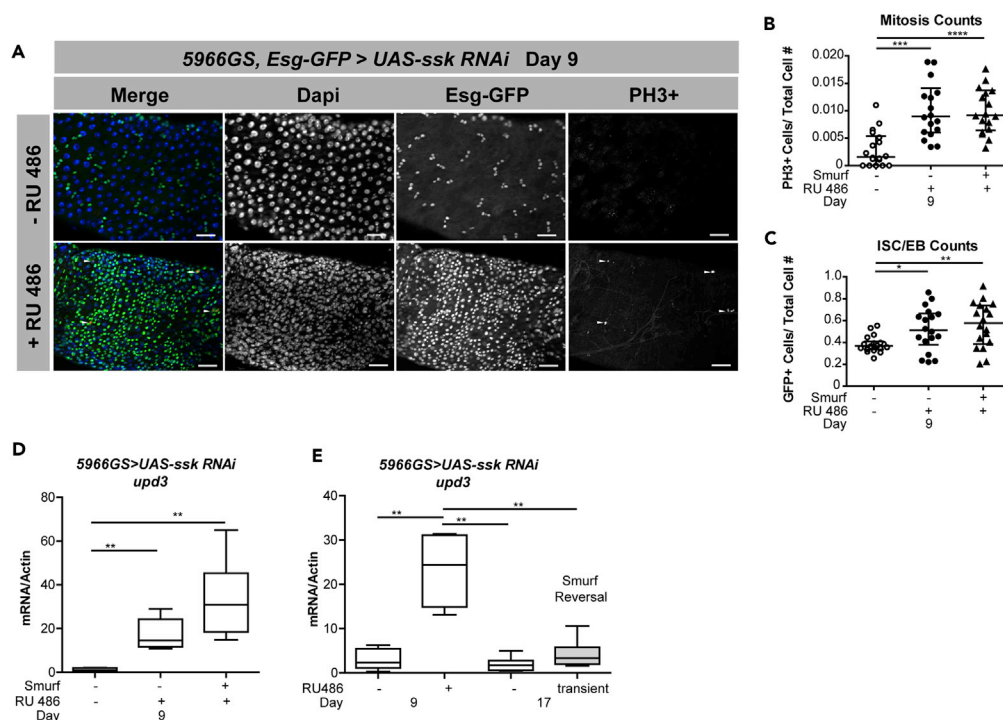 A
5966GS, Esg-GFP > UAS-ssk RNAi Day 9
Merge Dapi Esg-GFP PH3+
- RU 486
+ RU 486
B
Mitosis Counts
PH3+ Cells/ Total Cell #
0.020
0.015
0.010
0.005
0
*** ****
Smurf - - +
RU 486 - + +
Day 9
C
ISC/EB Counts
GFP+ Cells/ Total Cell #
1.0
0.8
0.6
0.4
0.2
0
* **
Smurf - - +
RU 486 - + +
Day 9
D
5966GS>UAS-ssk RNAi
upd3
mRNA/Actin
80
60
40
20
0
**
**
Smurf - - +
RU 486 - + +
Day 9
E
5966GS>UAS-ssk RNAi
upd3
mRNA/Actin
40
30
20
10
0
** **
**
Smurf
Reversal
RU486 - + - transient
Day 9 17